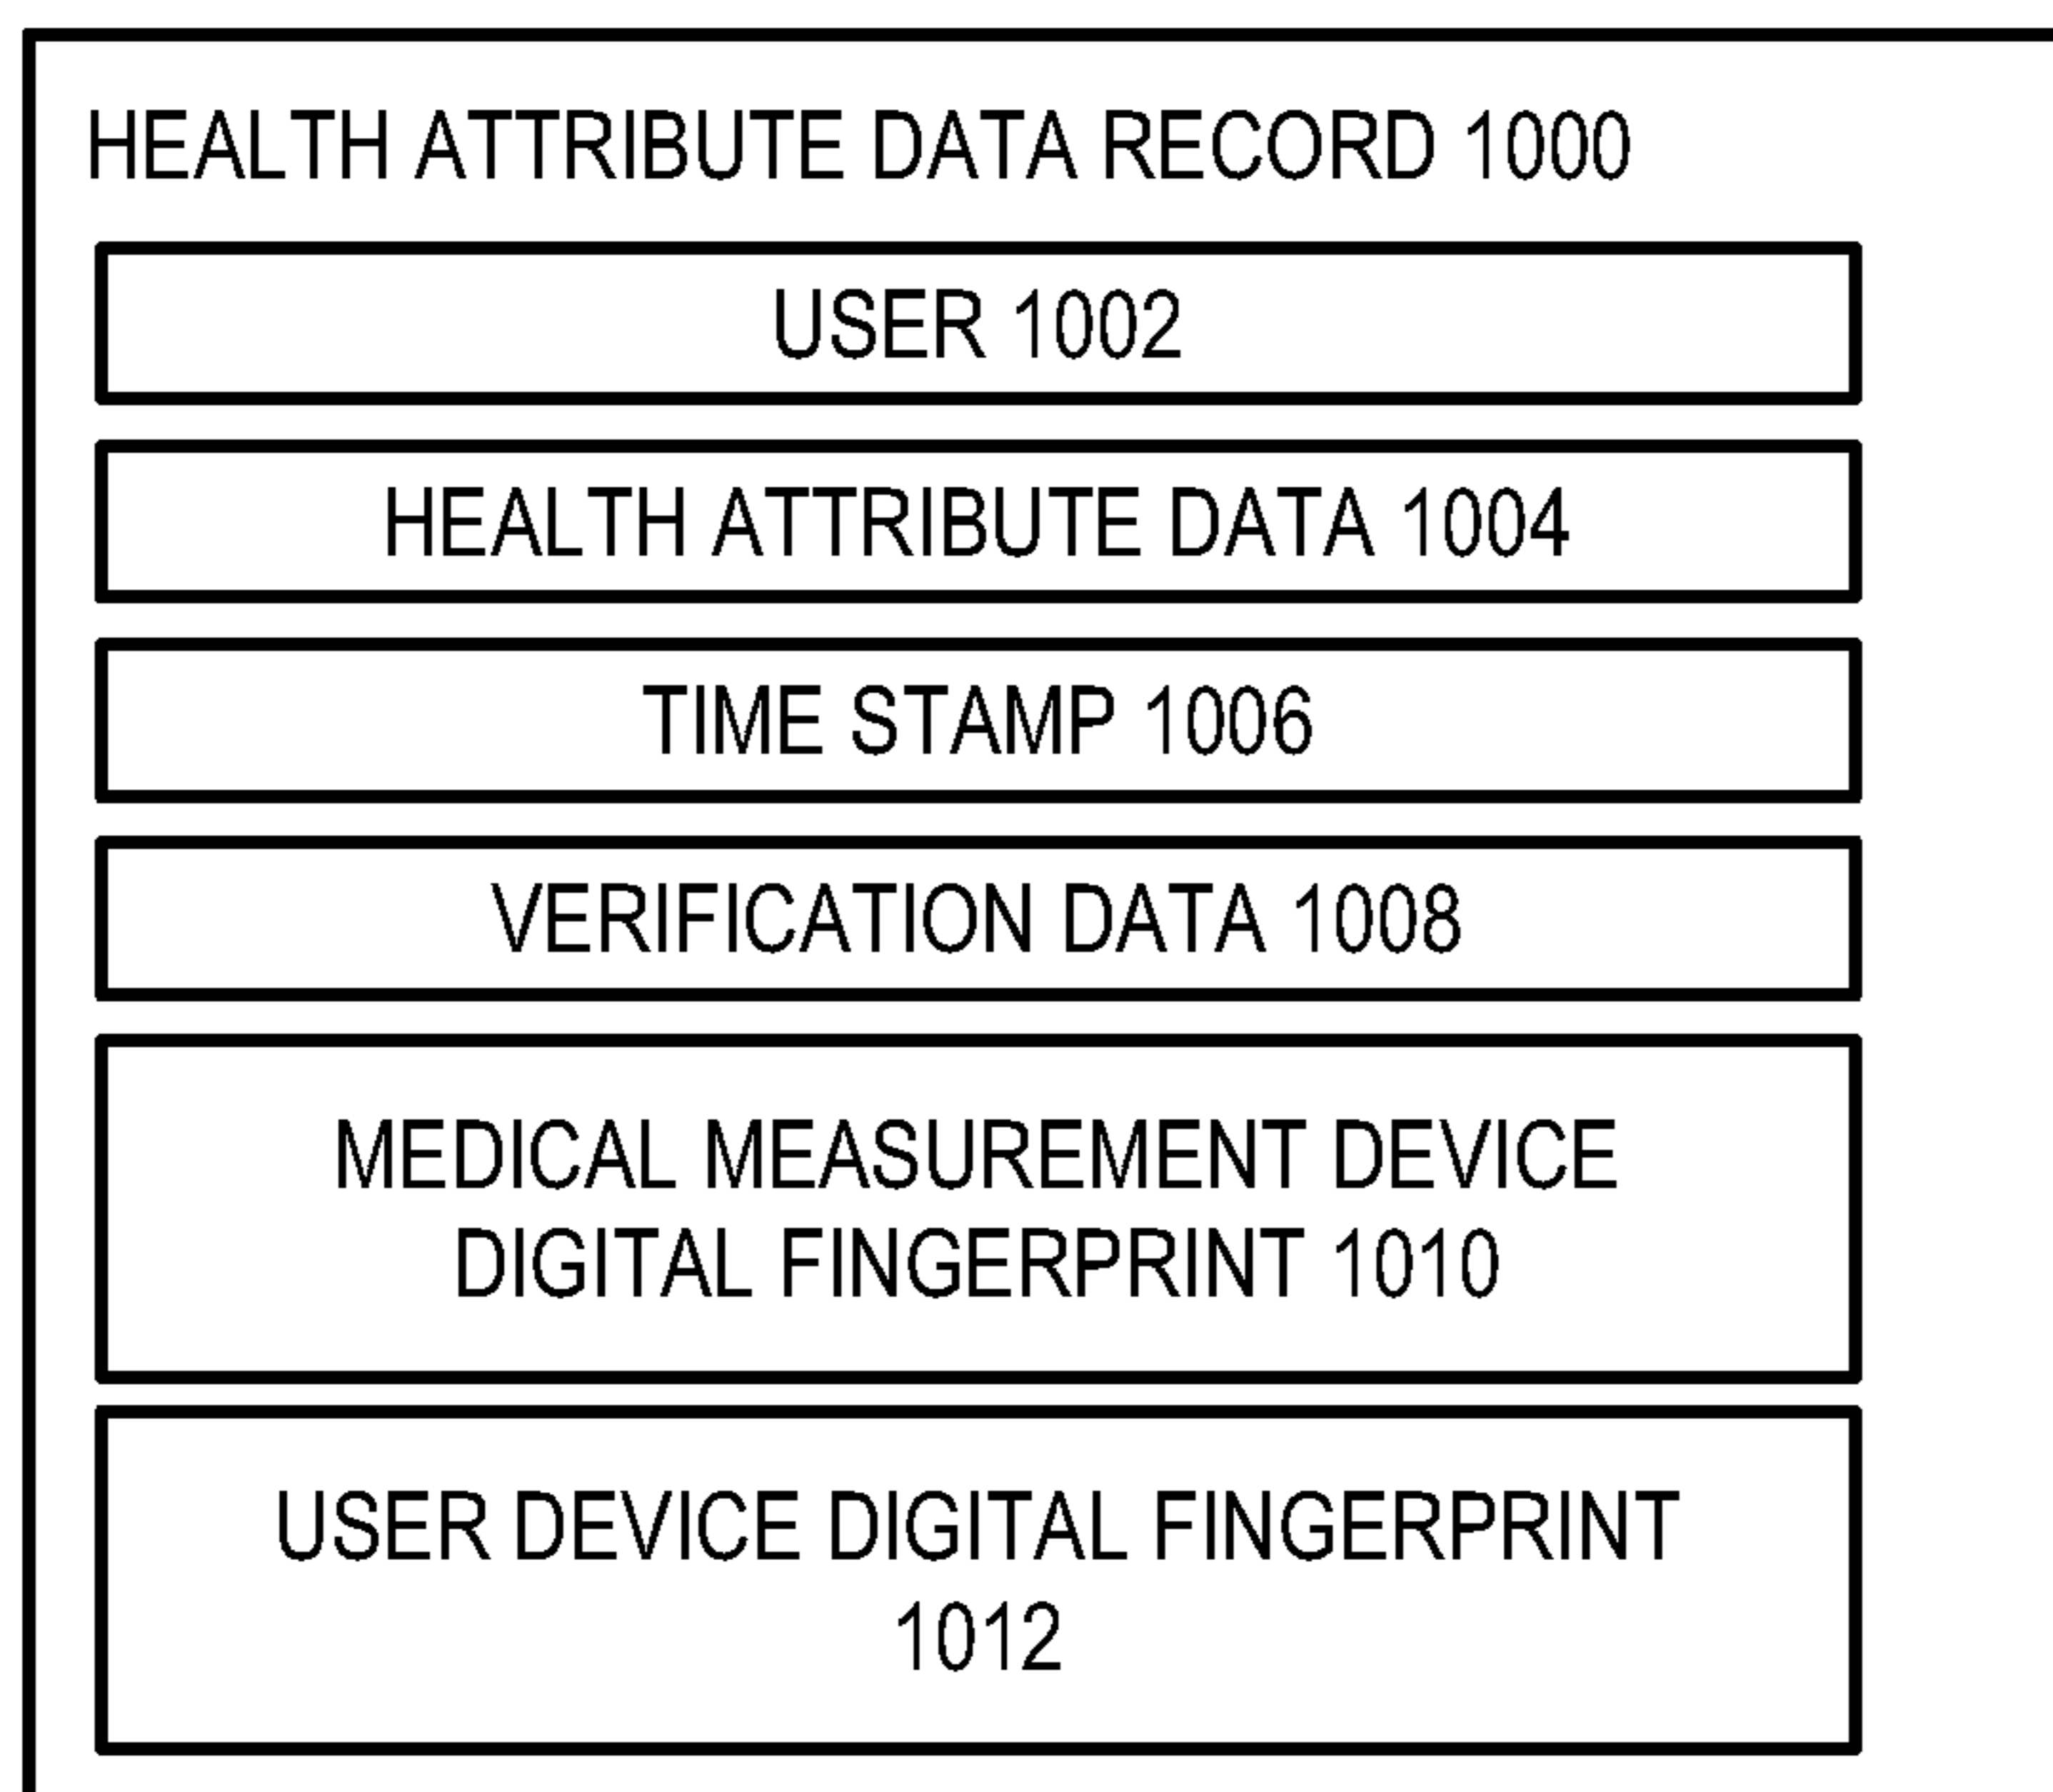 HEALTH ATTRIBUTE DATA RECORD 1000
USER 1002
HEALTH ATTRIBUTE DATA 1004
TIME STAMP 1006
VERIFICATION DATA 1008
MEDICAL MEASUREMENT DEVICE
DIGITAL FINGERPRINT 1010
USER DEVICE DIGITAL FINGERPRINT
1012